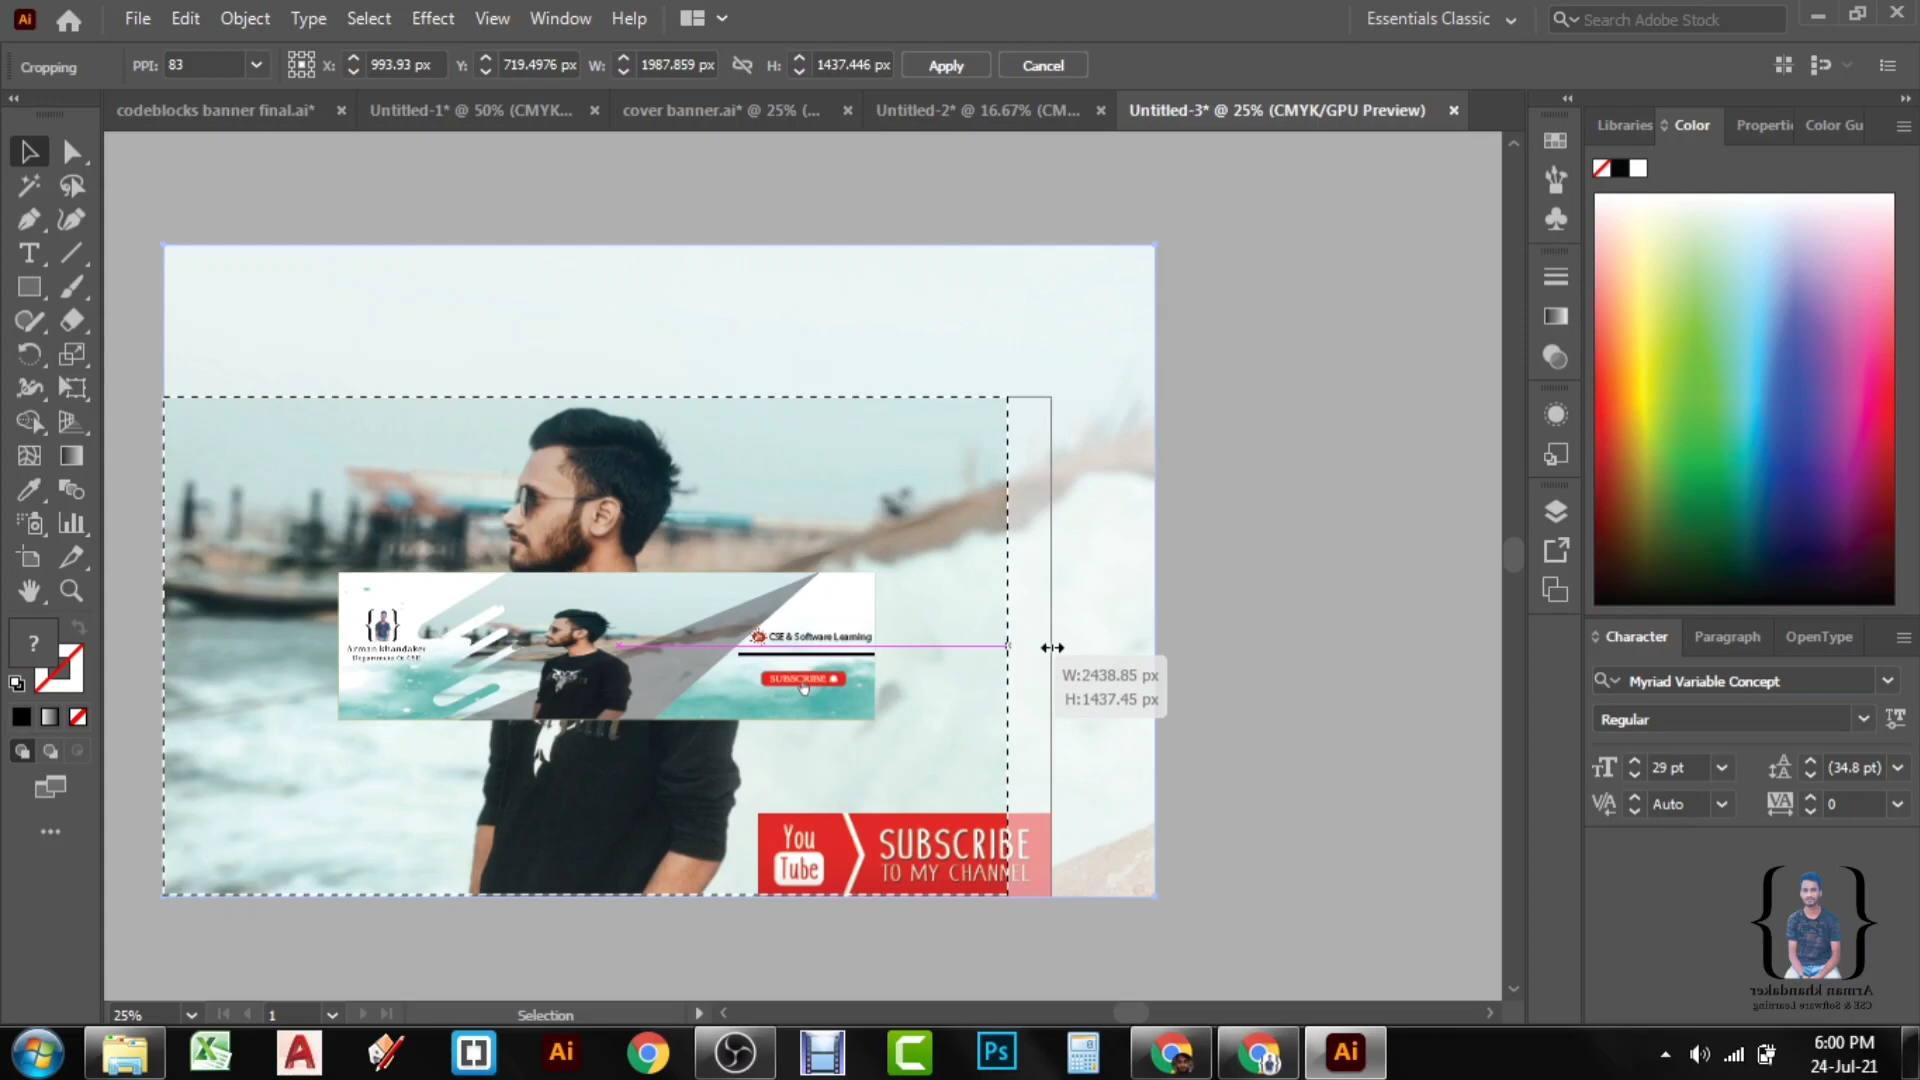 Ai File Edit Object Type Select Effect View Window Help Essentials Classic Search Adobe Stock
Cropping PPI: 83 X: 993.93 px Y: 719.4976 px W: 1987.859 px H: 1437.446 px Apply Cancel
codeblocks banner final.ai* Untitled-1* @ 50% (CMYK... cover banner.ai* @ 25% (... Untitled-2* @ 16.67% (CM... Untitled-3* @ 25% (CMYK/GPU Preview)
Libraries Color Properti Color Gu
CSE & Software Learning
Arman khandaker
Department Of CSE
SUBSCRIBE
W:2438.85 px
H:1437.45 px
You Tube SUBSCRIBE
TO MY CHANNEL
Character Paragraph OpenType
Myriad Variable Concept
Regular
29 pt (34.8 pt)
Auto 0
Arman khandaker
CSE & Software Learning
25% 1 Selection
Ai Ps Ai
6:00 PM
24-Jul-21